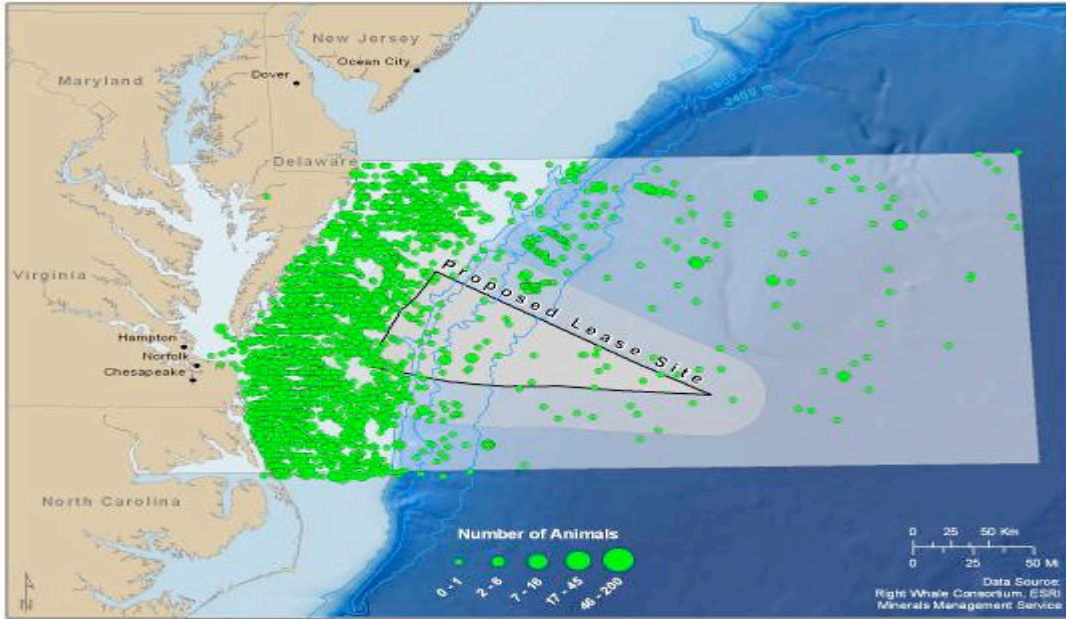 New Jersey
Ocean City
Maryland
Dover
2400 m
Delaware
Virginia
Proposed Lease Site
Hampton
Norfolk
Chesapeake
North Carolina
Number of Animals
0 - 1
2 - 6
7 - 16
17 - 45
46 - 200
0 25 50 Km
0 25 50 Mi
N
Data Source:
Right Whale Consortium, ESRI
Minerals Management Service